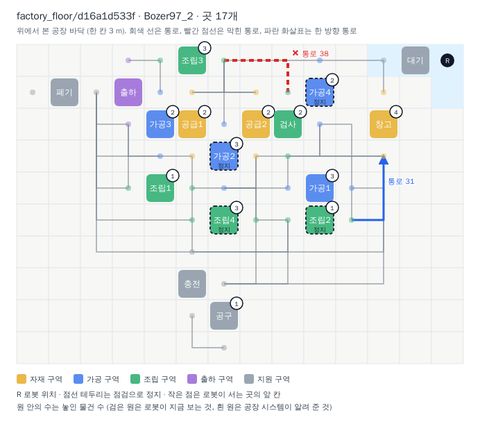 factory_floor/d16a1d533f · Bozer97_2 · 곳 17개
위에서 본 공장 바닥 (한 칸 3 m). 회색 선은 통로, 빨간 점선은 막힌 통로, 파란 화살표는 한 방향 통로
조립3 3
✖ 통로 38
대기 R
폐기 출하 가공4 2
정지
가공3 2 공급1 2 공급2 2 검사 2 창고 4
가공2 3
정지
조립1 1 가공1 3 통로 31
조립4 3 조립2 1
정지 정지
충전
공구 1
자재 구역 가공 구역 조립 구역 출하 구역 지원 구역
R 로봇 위치 · 점선 테두리는 점검으로 정지 · 작은 점은 로봇이 서는 곳의 앞 칸
원 안의 수는 놓인 물건 수 (검은 원은 로봇이 지금 보는 것, 흰 원은 공장 시스템이 알려 준 것)